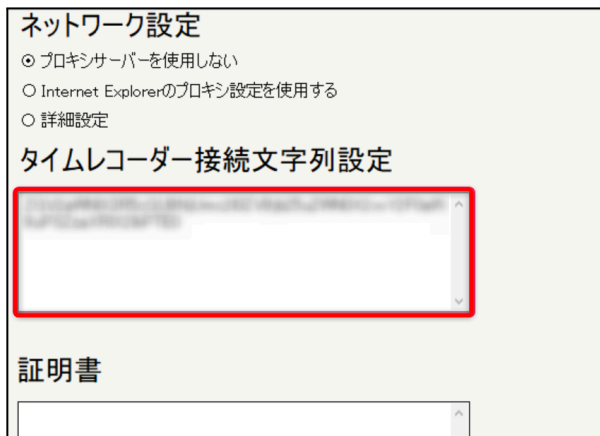 ネットワーク設定
プロキシサーバーを使用しない
Internet Explorerのプロキシ設定を使用する
詳細設定
タイムレコーダー接続文字列設定
証明書